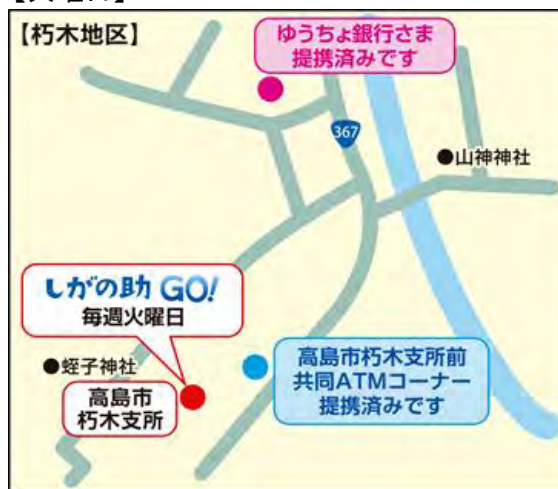 【朽木地区】
ゆうちょ銀行さま
提携済みです
367
●山神神社
しがの助 GO!
毎週火曜日
●蛭子神社
高島市
朽木支所
高島市朽木支所前
共同ATMコーナー
提携済みです